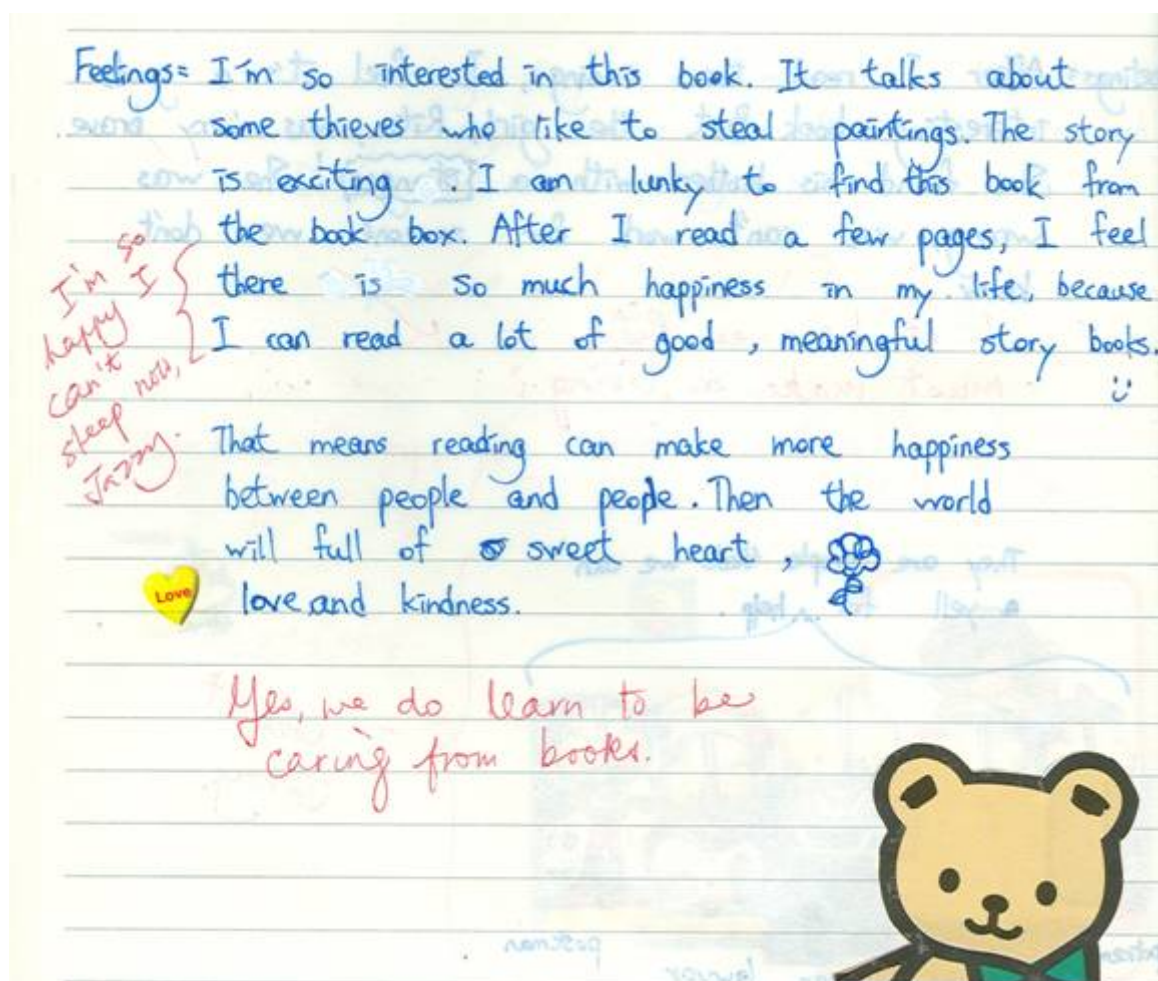 Feelings= I'm so interested in this book. It talks about
some thieves who like to steal paintings. The story
is exciting . I am lunky to find this book from
the book box. After I read a few pages, I feel
there is so much happiness in my life, because
I can read a lot of good , meaningful story books.
I'm so
happy I
can't
sleep now,
Jazzy.
That means reading can make more happiness
between people and people. Then the world
will full of sweet heart ,
Love
love and kindness.
Yes, we do learn to be
caring from books.